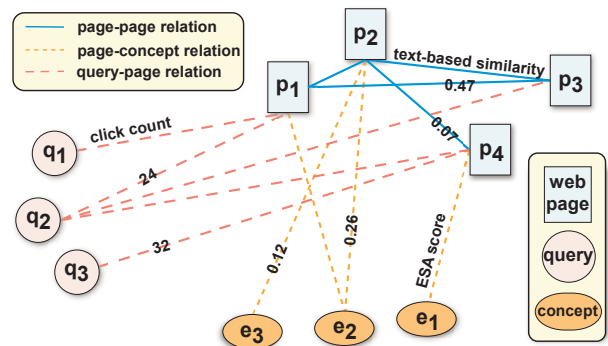 page-page relation
page-concept relation
query-page relation
p2
text-based similarity
p1
0.47
p3
click count
0.07
q1
p4
24
q2
32
q3
0.12
0.26
ESA score
e3
e2
e1
web
page
query
concept